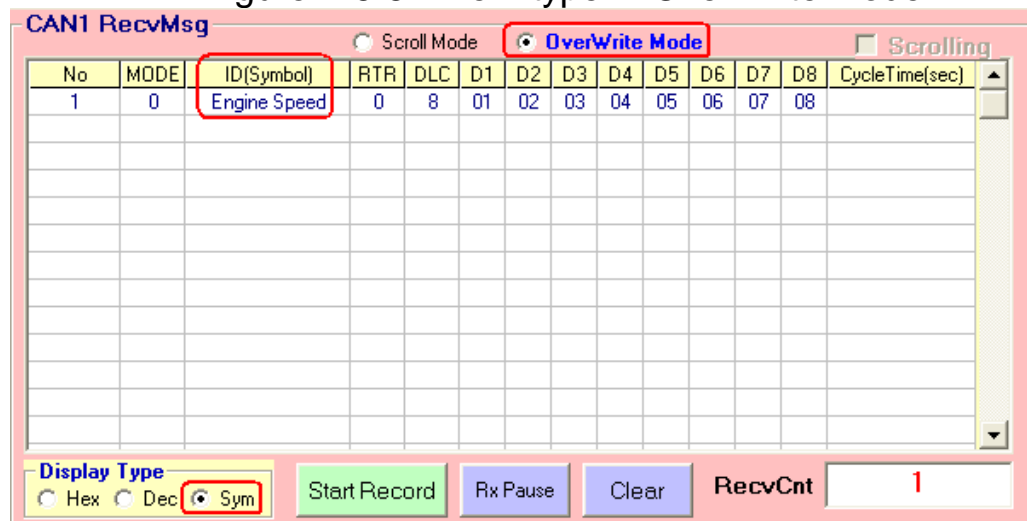 CAN1 RecvMsg
Scroll Mode OverWrite Mode Scrolling
No MODE ID(Symbol) RTR DLC D1 D2 D3 D4 D5 D6 D7 D8 CycleTime(sec)
1 0 Engine Speed 0 8 01 02 03 04 05 06 07 08
Display Type
Hex Dec Sym Start Record Rx Pause Clear RecvCnt 1